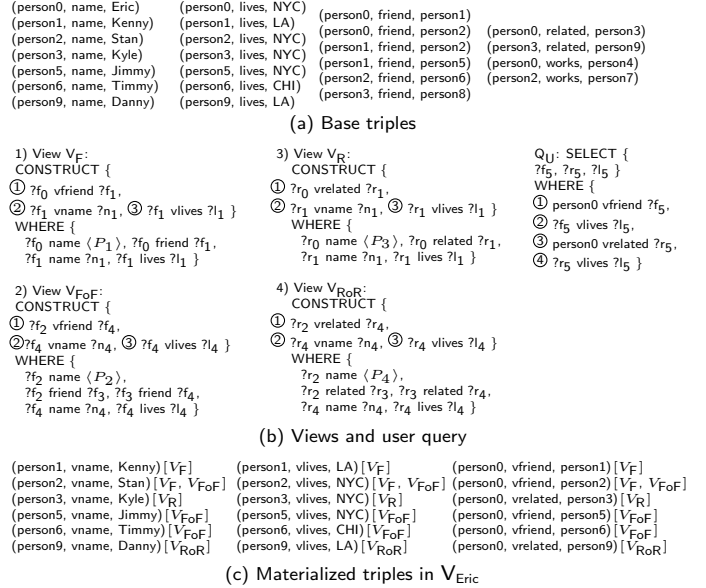 (person0, name, Eric) (person0, lives, NYC)
(person1, name, Kenny) (person1, lives, LA)
(person2, name, Stan) (person2, lives, NYC)
(person3, name, Kyle) (person3, lives, NYC)
(person5, name, Jimmy) (person5, lives, NYC)
(person6, name, Timmy) (person6, lives, CHI)
(person9, name, Danny) (person9, lives, LA)
(person0, friend, person1)
(person0, friend, person2)
(person1, friend, person2)
(person1, friend, person5)
(person2, friend, person6)
(person3, friend, person8)
(person0, related, person3)
(person3, related, person9)
(person0, works, person4)
(person2, works, person7)
(a) Base triples
1) View V_F:
CONSTRUCT {
① ?f0 vfriend ?f1,
② ?f1 vname ?n1, ③ ?f1 vlives ?l1 }
WHERE {
?f0 name ⟨P1⟩, ?f0 friend ?f1,
?f1 name ?n1, ?f1 lives ?l1 }
2) View V_FoF:
CONSTRUCT {
① ?f2 vfriend ?f4,
②?f4 vname ?n4, ③ ?f4 vlives ?l4 }
WHERE {
?f2 name ⟨P2⟩,
?f2 friend ?f3, ?f3 friend ?f4,
?f4 name ?n4, ?f4 lives ?l4 }
3) View V_R:
CONSTRUCT {
① ?r0 vrelated ?r1,
② ?r1 vname ?n1, ③ ?r1 vlives ?l1 }
WHERE {
?r0 name ⟨P3⟩, ?r0 related ?r1,
?r1 name ?n1, ?r1 lives ?l1 }
4) View V_RoR:
CONSTRUCT {
① ?r2 vrelated ?r4,
② ?r4 vname ?n4, ③ ?r4 vlives ?l4 }
WHERE {
?r2 name ⟨P4⟩,
?r2 related ?r3, ?r3 related ?r4,
?r4 name ?n4, ?r4 lives ?l4 }
Q_U: SELECT {
?f5, ?r5, ?l5 }
WHERE {
① person0 vfriend ?f5,
② ?f5 vlives ?l5,
③ person0 vrelated ?r5,
④ ?r5 vlives ?l5 }
(b) Views and user query
(person1, vname, Kenny)[V_F] (person1, vlives, LA)[V_F] (person0, vfriend, person1)[V_F]
(person2, vname, Stan)[V_F, V_FoF] (person2, vlives, NYC)[V_F, V_FoF] (person0, vfriend, person2)[V_F, V_FoF]
(person3, vname, Kyle)[V_R] (person3, vlives, NYC)[V_R] (person0, vrelated, person3)[V_R]
(person5, vname, Jimmy)[V_FoF] (person5, vlives, NYC)[V_FoF] (person0, vfriend, person5)[V_FoF]
(person6, vname, Timmy)[V_FoF] (person6, vlives, CHI)[V_FoF] (person0, vfriend, person6)[V_FoF]
(person9, vname, Danny)[V_RoR] (person9, vlives, LA)[V_RoR] (person0, vrelated, person9)[V_RoR]
(c) Materialized triples in V_Eric